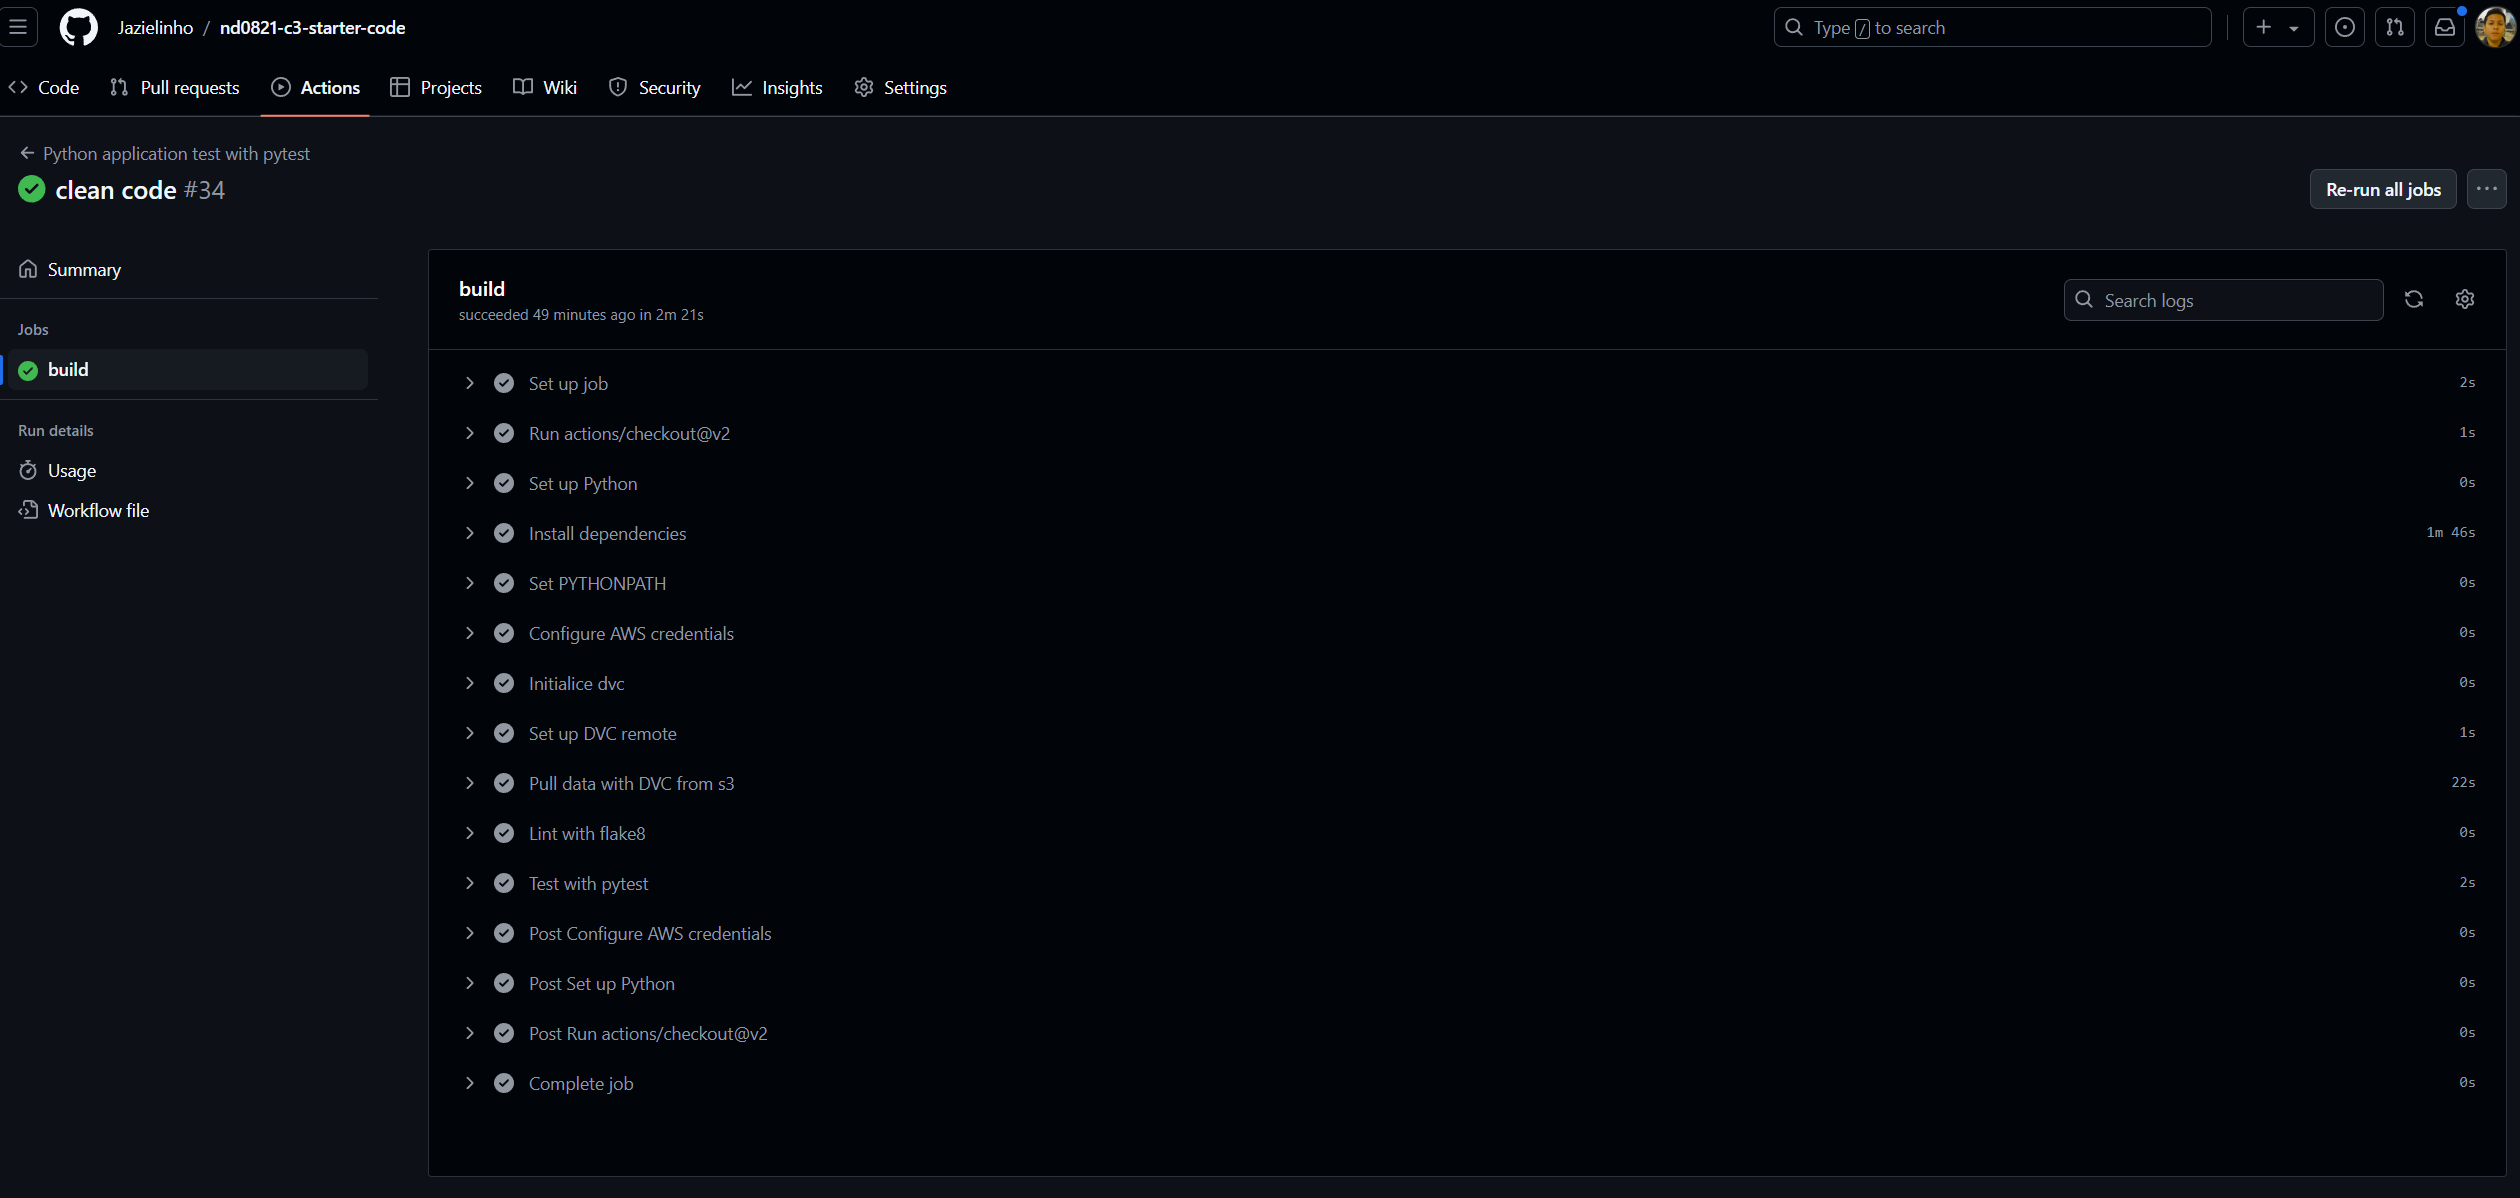 Jazielinho / nd0821-c3-starter-code
Type / to search
Code
Pull requests
Actions
Projects
Wiki
Security
Insights
Settings
Python application test with pytest
clean code #34
Re-run all jobs
Summary
Jobs
build
Run details
Usage
Workflow file
build
succeeded 49 minutes ago in 2m 21s
Search logs
Set up job 2s
Run actions/checkout@v2 1s
Set up Python 0s
Install dependencies 1m 46s
Set PYTHONPATH 0s
Configure AWS credentials 0s
Initialice dvc 0s
Set up DVC remote 1s
Pull data with DVC from s3 22s
Lint with flake8 0s
Test with pytest 2s
Post Configure AWS credentials 0s
Post Set up Python 0s
Post Run actions/checkout@v2 0s
Complete job 0s